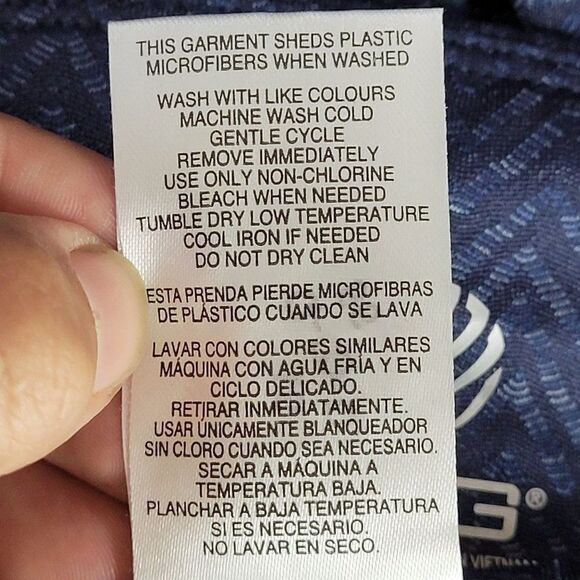 THIS GARMENT SHEDS PLASTIC
MICROFIBERS WHEN WASHED
WASH WITH LIKE COLOURS
MACHINE WASH COLD
GENTLE CYCLE
REMOVE IMMEDIATELY
USE ONLY NON-CHLORINE
BLEACH WHEN NEEDED
TUMBLE DRY LOW TEMPERATURE
COOL IRON IF NEEDED
DO NOT DRY CLEAN
ESTA PRENDA PIERDE MICROFIBRAS
DE PLÁSTICO CUANDO SE LAVA
LAVAR CON COLORES SIMILARES
MÁQUINA CON AGUA FRÍA Y EN
CICLO DELICADO.
RETIRAR INMEDIATAMENTE.
USAR ÚNICAMENTE BLANQUEADOR
SIN CLORO CUANDO SEA NECESARIO.
SECAR A MÁQUINA A
TEMPERATURA BAJA.
PLANCHAR A BAJA TEMPERATURA
SI ES NECESARIO.
NO LAVAR EN SECO.
G®